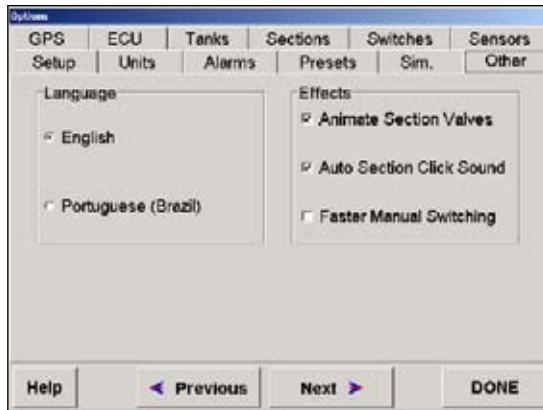 Options
GPS ECU Tanks Sections Switches Sensors
Setup Units Alarms Presets Sim. Other
Language
English
Portuguese (Brazil)
Effects
Animate Section Valves
Auto Section Click Sound
Faster Manual Switching
Help Previous Next DONE